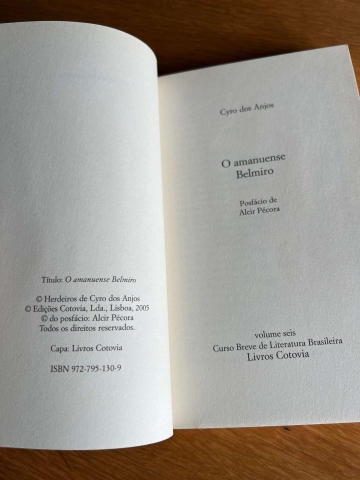 Título: O amanuense Belmiro
© Herdeiros de Cyro dos Anjos
© Edições Cotovia, Lda., Lisboa, 2005
© do posfácio: Alcir Pécora
Todos os direitos reservados.
Capa: Livros Cotovia
ISBN 972-795-130-9
Cyro dos Anjos
O amanuense
Belmiro
Posfácio de
Alcir Pécora
volume seis
Curso Breve de Literatura Brasileira
Livros Cotovia